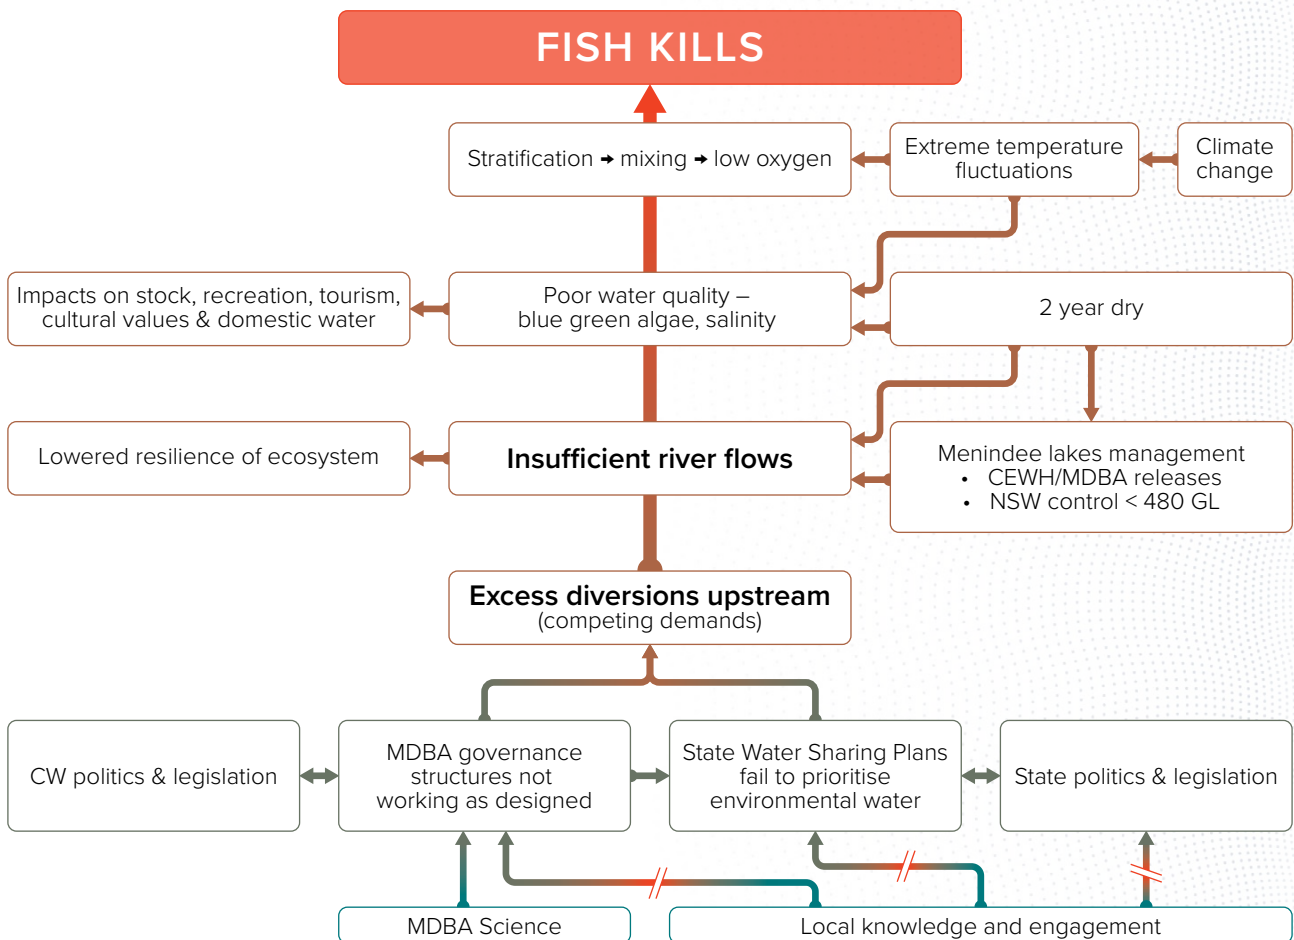 FISH KILLS
Stratification → mixing → low oxygen
Extreme temperature
fluctuations
Climate
change
Impacts on stock, recreation, tourism,
cultural values & domestic water
Poor water quality –
blue green algae, salinity
2 year dry
Lowered resilience of ecosystem
Insufficient river flows
Menindee lakes management
• CEWH/MDBA releases
• NSW control < 480 GL
Excess diversions upstream
(competing demands)
CW politics & legislation
MDBA governance
structures not
working as designed
State Water Sharing Plans
fail to prioritise
environmental water
State politics & legislation
MDBA Science
Local knowledge and engagement